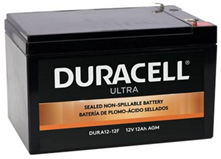 DURACELL
ULTRA
SEALED NON-SPILLABLE BATTERY
BATERÍA DE PLOMO-ÁCIDO SELLADOS
DURA12-12F 12V 12Ah AGM